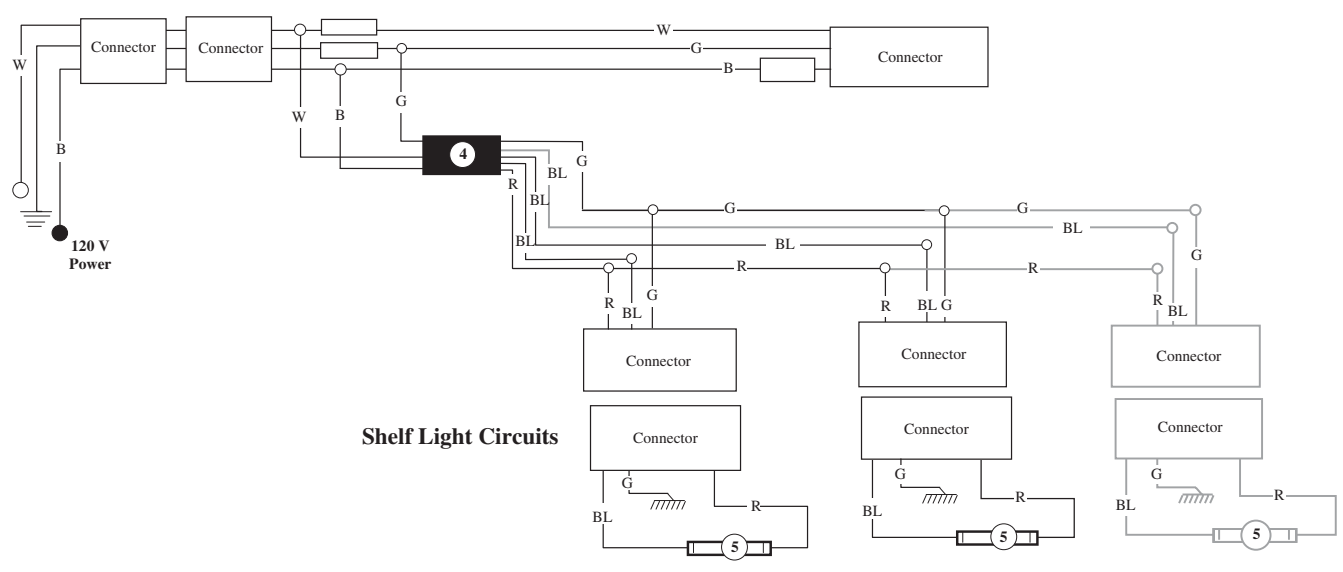 W
G
B
W
Connector
Connector
Connector
W
B
G
B
4
G
BL
R
BL
BL
G
G
BL
BL
R
R
G
120 V
Power
R
BL
G
R
BL
G
R
BL
Connector
Connector
Connector
Shelf Light Circuits
Connector
Connector
Connector
G
G
G
BL
R
BL
R
BL
R
5
5
5